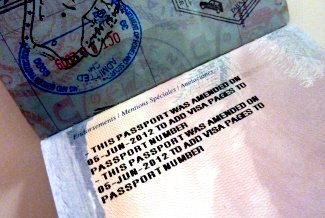 ADMITTED
Endorsements / Mentions Spéciales / Anotaciones
THIS PASSPORT WAS AMENDED ON
05-JUN-2012 TO ADD VISA PAGES TO
PASSPORT NUMBER
- THIS PASSPORT WAS AMENDED ON
05-JUN-2012 TO ADD VISA PAGES TO
PASSPORT NUMBER